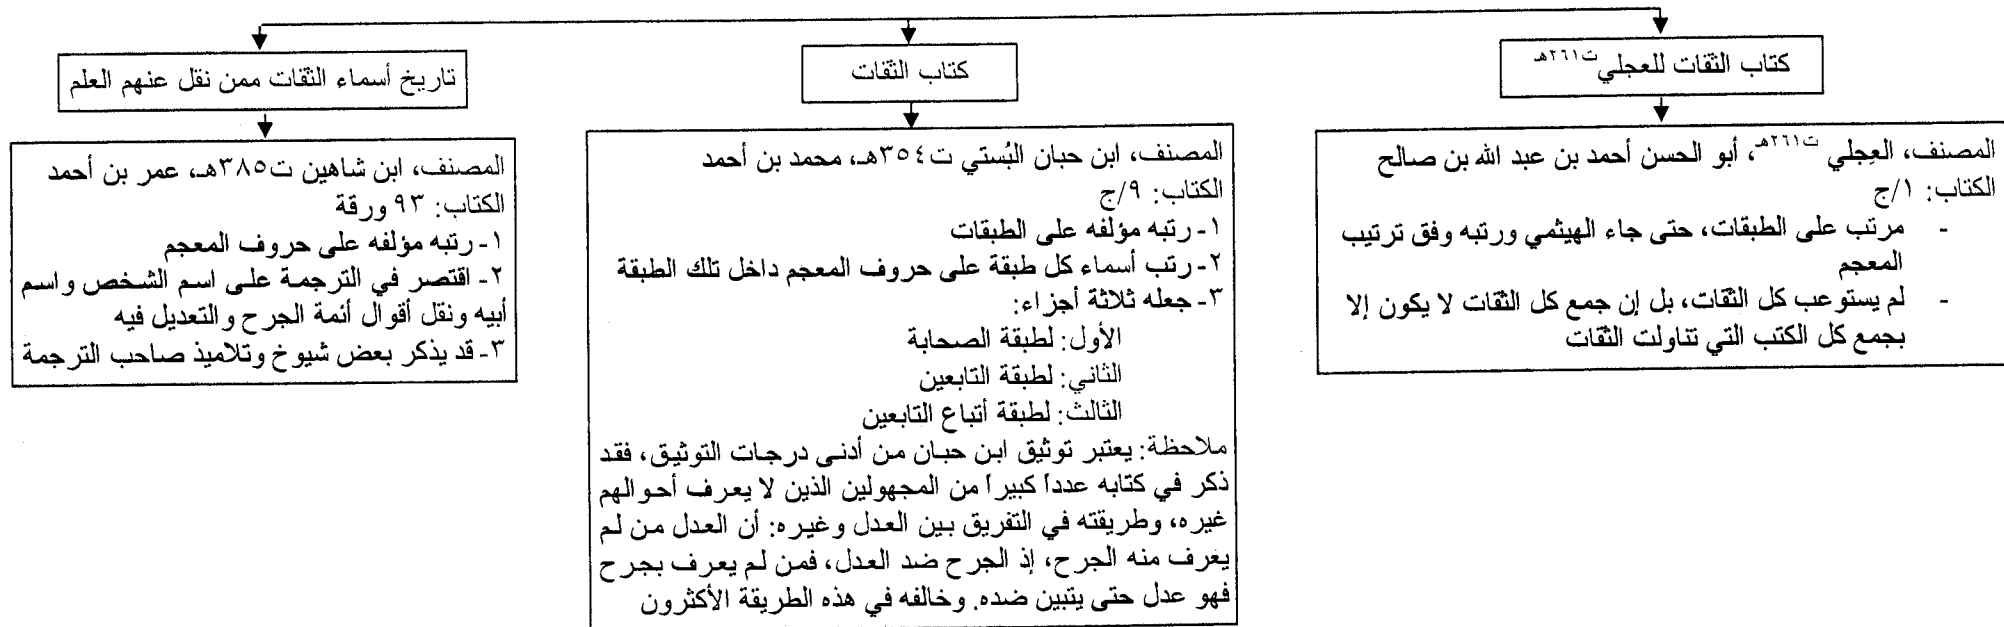 كتاب الثقات للعجلي ت٢٦١هـ
المصنف، العِجلي ت٢٦١هـ، أبو الحسن أحمد بن عبد الله بن صالح
الكتاب: ١/ج
- مرتب على الطبقات، حتى جاء الهيثمي ورتبه وفق ترتيب
المعجم
- لم يستوعب كل الثقات، بل إن جمع كل الثقات لا يكون إلا
بجمع كل الكتب التي تناولت الثقات
كتاب الثقات
المصنف، ابن حبان البُستي ت٣٥٤هـ، محمد بن أحمد
الكتاب: ٩/ج
١- رتبه مؤلفه على الطبقات
٢- رتب أسماء كل طبقة على حروف المعجم داخل تلك الطبقة
٣- جعله ثلاثة أجزاء:
الأول: لطبقة الصحابة
الثاني: لطبقة التابعين
الثالث: لطبقة أتباع التابعين
ملاحظة: يعتبر توثيق ابن حبان من أدنى درجات التوثيق، فقد
ذكر في كتابه عدداً كبيراً من المجهولين الذين لا يعرف أحوالهم
غيره، وطريقته في التفريق بين العدل وغيره: أن العدل من لم
يعرف منه الجرح، إذ الجرح ضد العدل، فمن لم يعرف بجرح
فهو عدل حتى يتبين ضده. وخالفه في هذه الطريقة الأكثرون
تاريخ أسماء الثقات ممن نقل عنهم العلم
المصنف، ابن شاهين ت٣٨٥هـ، عمر بن أحمد
الكتاب: ٩٣ ورقة
١- رتبه مؤلفه على حروف المعجم
٢- اقتصر في الترجمة على اسم الشخص واسم
أبيه ونقل أقوال أئمة الجرح والتعديل فيه
٣- قد يذكر بعض شيوخ وتلاميذ صاحب الترجمة